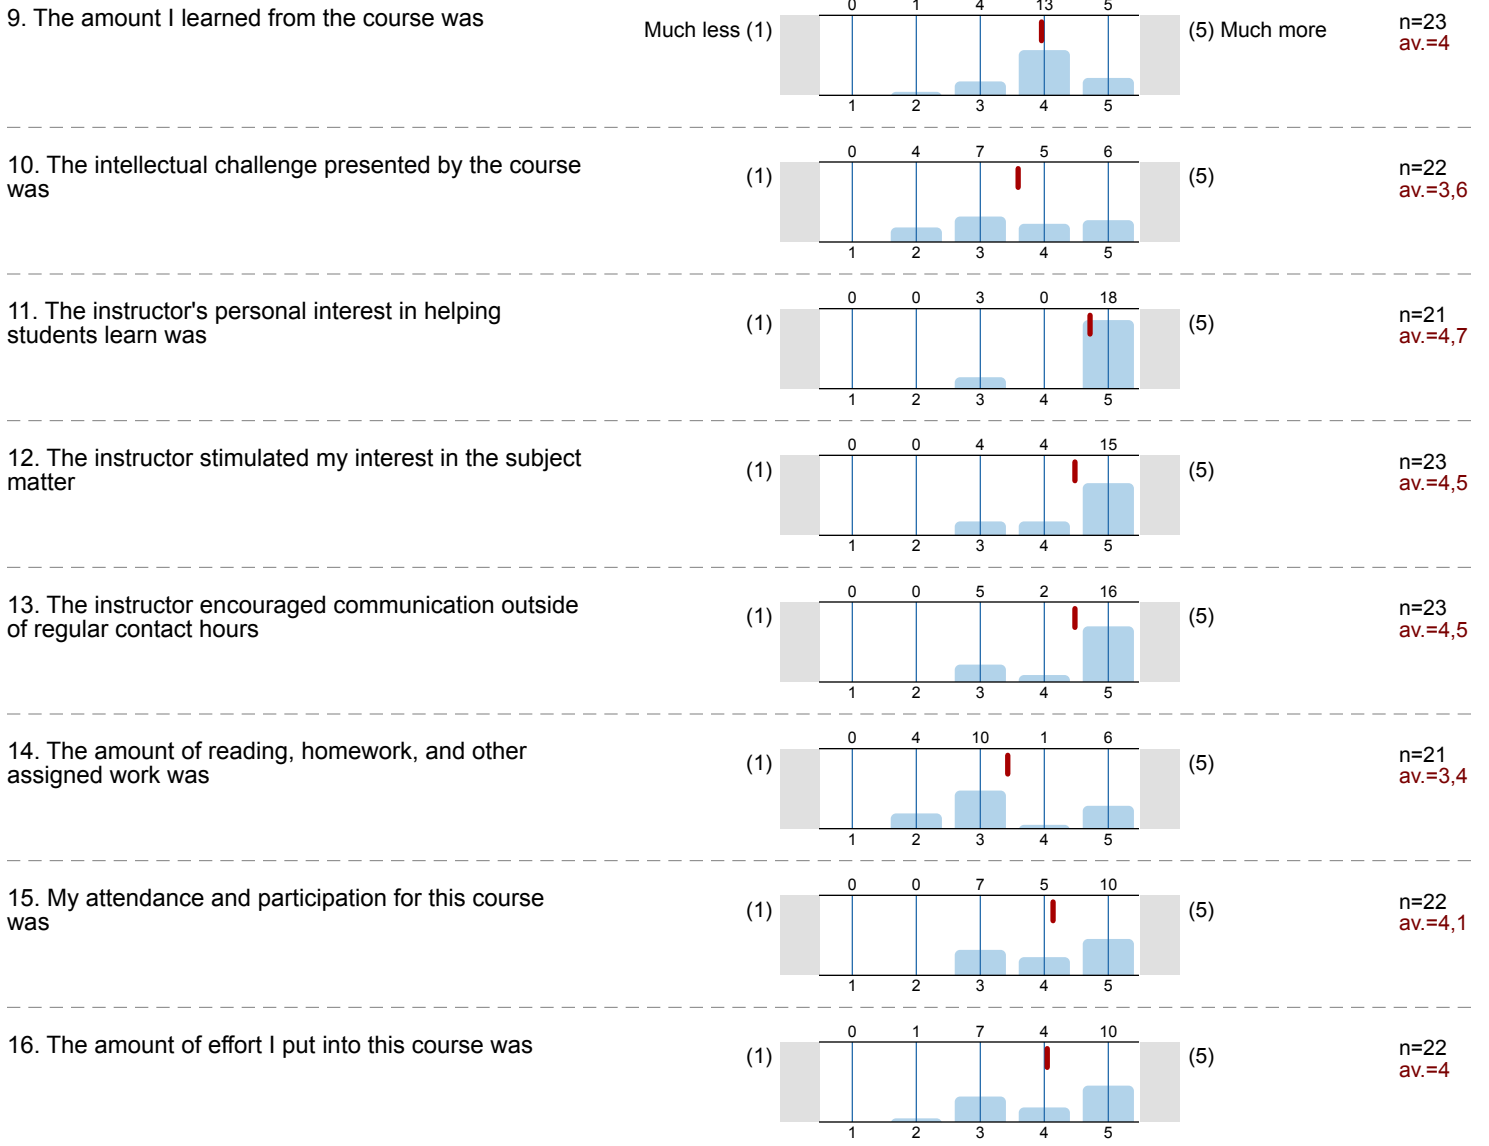 0 1 4 13 5
9. The amount I learned from the course was
Much less (1)
(5) Much more
n=23
av.=4
1 2 3 4 5
0 4 7 5 6
10. The intellectual challenge presented by the course
was
(1)
(5)
n=22
av.=3,6
1 2 3 4 5
0 0 3 0 18
11. The instructor's personal interest in helping
students learn was
(1)
(5)
n=21
av.=4,7
1 2 3 4 5
0 0 4 4 15
12. The instructor stimulated my interest in the subject
matter
(1)
(5)
n=23
av.=4,5
1 2 3 4 5
0 0 5 2 16
13. The instructor encouraged communication outside
of regular contact hours
(1)
(5)
n=23
av.=4,5
1 2 3 4 5
0 4 10 1 6
14. The amount of reading, homework, and other
assigned work was
(1)
(5)
n=21
av.=3,4
1 2 3 4 5
0 0 7 5 10
15. My attendance and participation for this course
was
(1)
(5)
n=22
av.=4,1
1 2 3 4 5
0 1 7 4 10
16. The amount of effort I put into this course was
(1)
(5)
n=22
av.=4
1 2 3 4 5